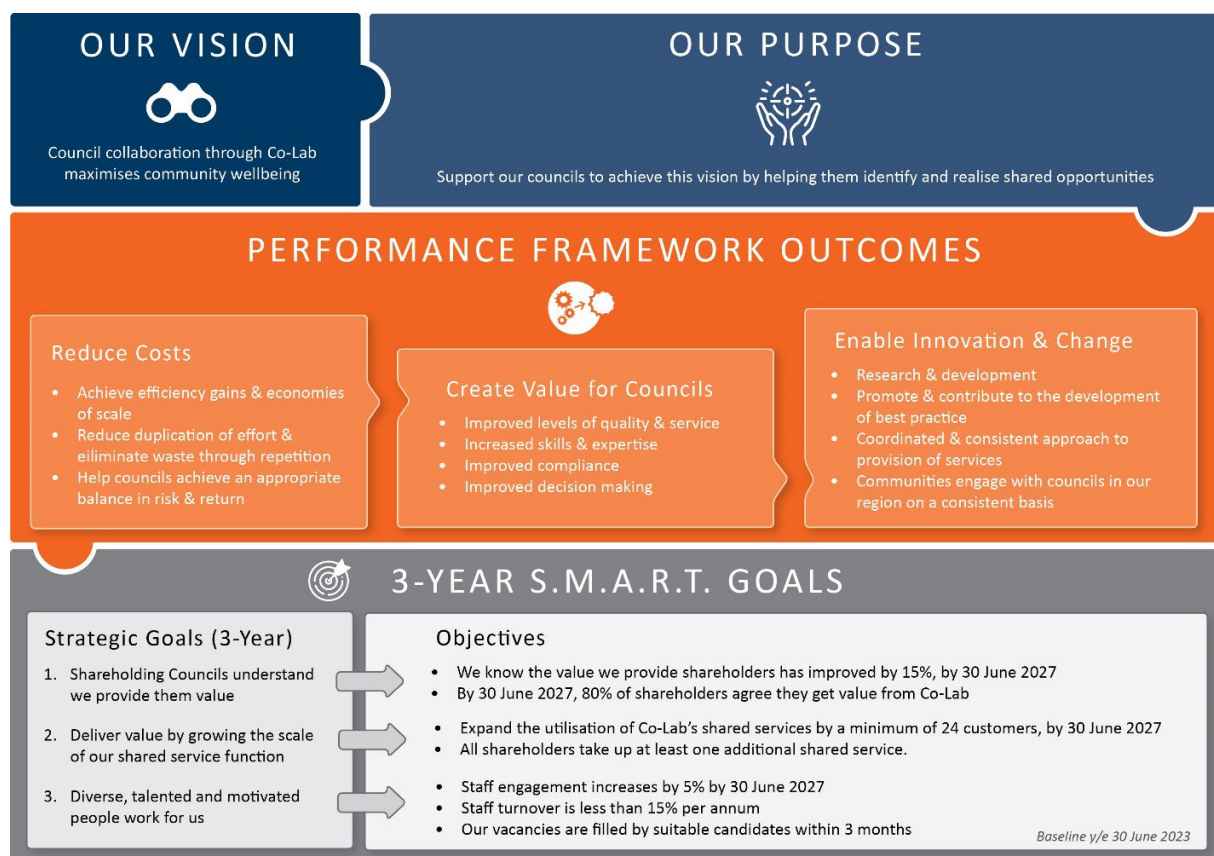 OUR VISION
Council collaboration through Co-Lab
maximises community wellbeing
OUR PURPOSE
Support our councils to achieve this vision by helping them identify and realise shared opportunities
PERFORMANCE FRAMEWORK OUTCOMES
Reduce Costs
• Achieve efficiency gains & economies
of scale
• Reduce duplication of effort &
eiliminate waste through repetition
• Help councils achieve an appropriate
balance in risk & return
Create Value for Councils
• Improved levels of quality & service
• Increased skills & expertise
• Improved compliance
• Improved decision making
Enable Innovation & Change
• Research & development
• Promote & contribute to the development
of best practice
• Coordinated & consistent approach to
provision of services
• Communities engage with councils in our
region on a consistent basis
3-YEAR S.M.A.R.T. GOALS
Strategic Goals (3-Year)
1. Shareholding Councils understand
we provide them value
2. Deliver value by growing the scale
of our shared service function
3. Diverse, talented and motivated
people work for us
Objectives
• We know the value we provide shareholders has improved by 15%, by 30 June 2027
• By 30 June 2027, 80% of shareholders agree they get value from Co-Lab
• Expand the utilisation of Co-Lab's shared services by a minimum of 24 customers, by 30 June 2027
• All shareholders take up at least one additional shared service.
• Staff engagement increases by 5% by 30 June 2027
• Staff turnover is less than 15% per annum
• Our vacancies are filled by suitable candidates within 3 months
Baseline y/e 30 June 2023